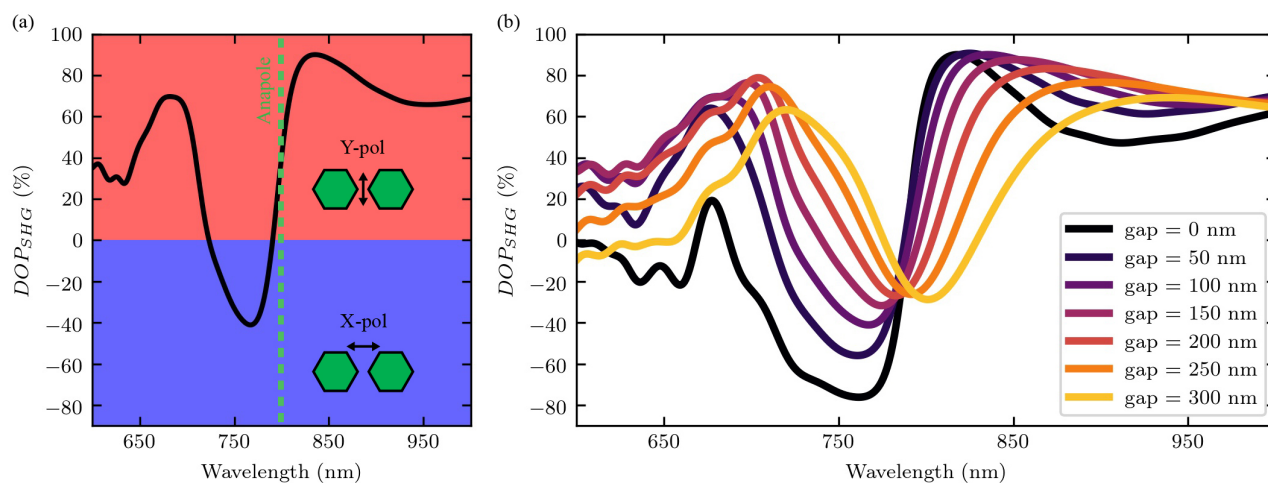 (a)
100
80
60
40
20
0
−20
−40
−60
−80
DOP_SHG (%)
Anapole
Y-pol
X-pol
650
750
850
950
Wavelength (nm)
(b)
100
80
60
40
20
0
−20
−40
−60
−80
DOP_SHG (%)
gap = 0 nm
gap = 50 nm
gap = 100 nm
gap = 150 nm
gap = 200 nm
gap = 250 nm
gap = 300 nm
650
750
850
950
Wavelength (nm)